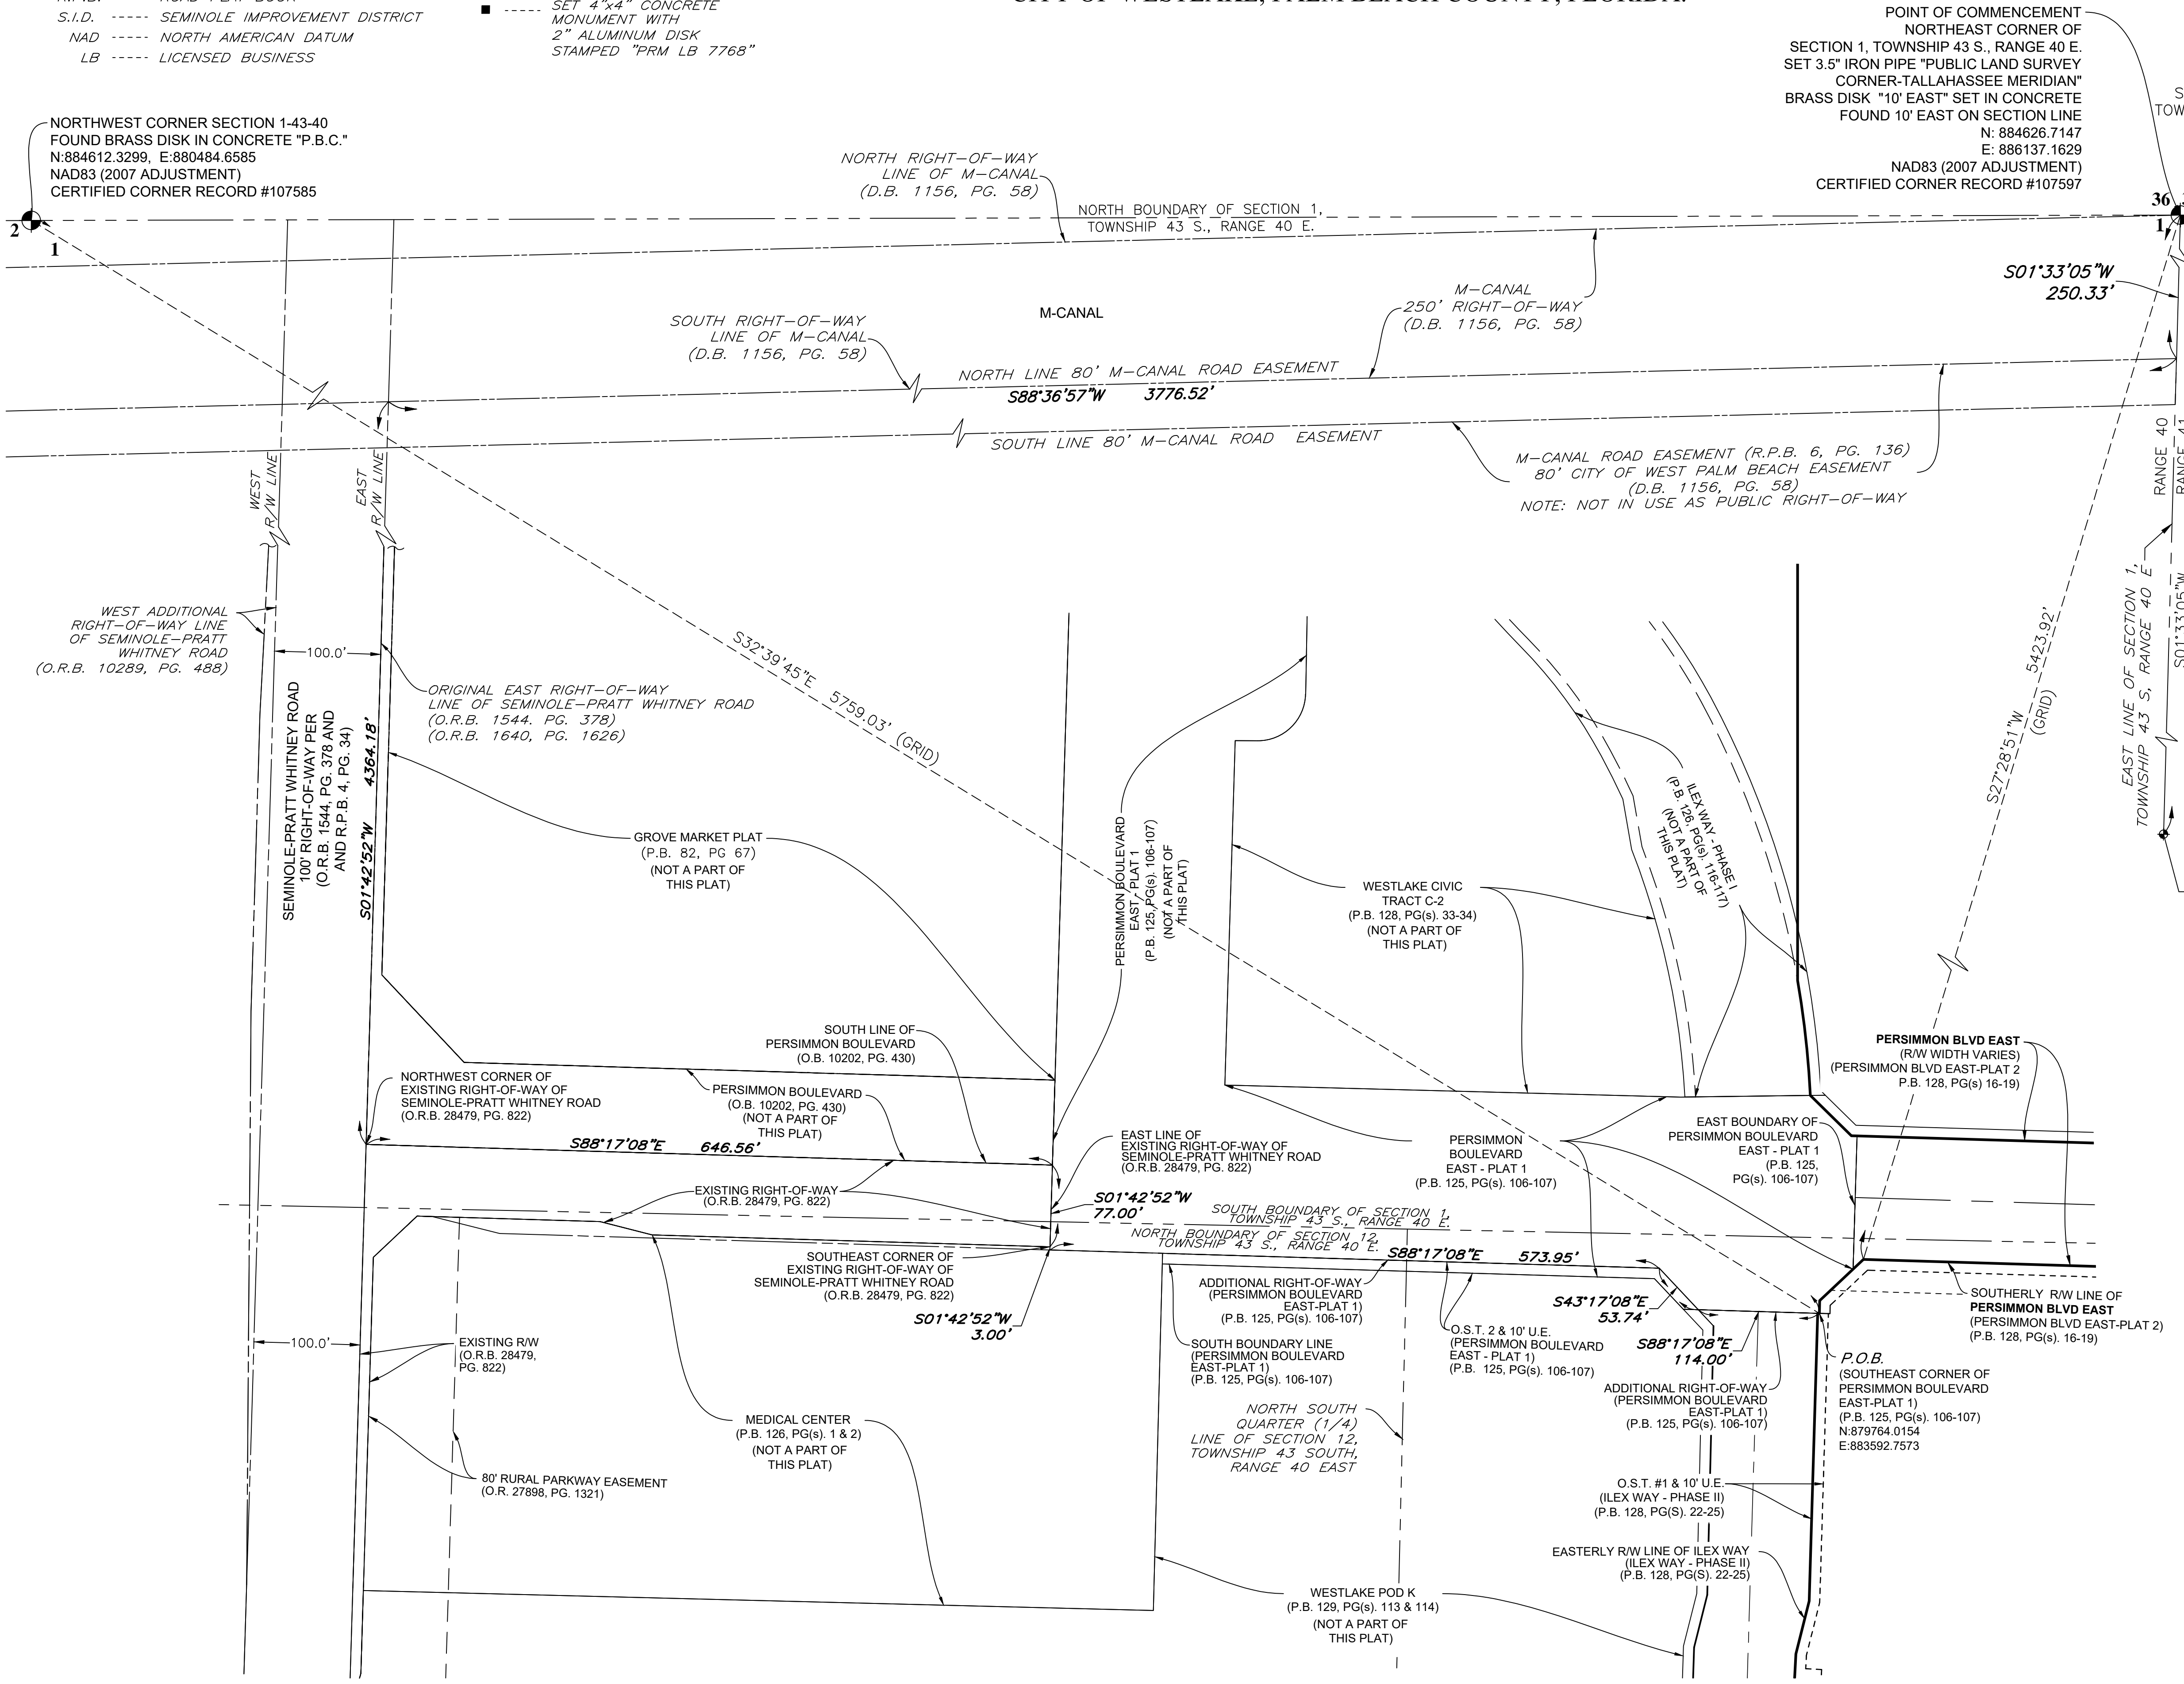 S.I.D. ----- SEMINOLE IMPROVEMENT DISTRICT
NAD ----- NORTH AMERICAN DATUM
LB ----- LICENSED BUSINESS
SET 4"x4" CONCRETE
MONUMENT WITH
2" ALUMINUM DISK
STAMPED "PRM LB 7768"
CITY OF WESTLAKE, PALM BEACH COUNTY, FLORIDA.
POINT OF COMMENCEMENT
NORTHEAST CORNER OF
SECTION 1, TOWNSHIP 43 S., RANGE 40 E.
SET 3.5" IRON PIPE "PUBLIC LAND SURVEY
CORNER-TALLAHASSEE MERIDIAN"
BRASS DISK "10' EAST" SET IN CONCRETE
FOUND 10' EAST ON SECTION LINE
N: 884626.7147
E: 886137.1629
NAD83 (2007 ADJUSTMENT)
CERTIFIED CORNER RECORD #107597
NORTHWEST CORNER SECTION 1-43-40
FOUND BRASS DISK IN CONCRETE "P.B.C."
N:884612.3299, E:880484.6585
NAD83 (2007 ADJUSTMENT)
CERTIFIED CORNER RECORD #107585
2
1
36
1
NORTH RIGHT-OF-WAY
LINE OF M-CANAL
(D.B. 1156, PG. 58)
NORTH BOUNDARY OF SECTION 1,
TOWNSHIP 43 S., RANGE 40 E.
S01°33'05"W
250.33'
M-CANAL
SOUTH RIGHT-OF-WAY
LINE OF M-CANAL
(D.B. 1156, PG. 58)
M-CANAL
250' RIGHT-OF-WAY
(D.B. 1156, PG. 58)
NORTH LINE 80' M-CANAL ROAD EASEMENT
S88°36'57"W 3776.52'
SOUTH LINE 80' M-CANAL ROAD EASEMENT
M-CANAL ROAD EASEMENT (R.P.B. 6, PG. 136)
80' CITY OF WEST PALM BEACH EASEMENT
(D.B. 1156, PG. 58)
NOTE: NOT IN USE AS PUBLIC RIGHT-OF-WAY
WEST
R/W LINE
EAST
R/W LINE
RANGE 40
EAST LINE OF SECTION 1,
TOWNSHIP 43 S, RANGE 40 E
S01°33'05"W
WEST ADDITIONAL
RIGHT-OF-WAY LINE
OF SEMINOLE-PRATT
WHITNEY ROAD
(O.R.B. 10289, PG. 488)
100.0'
ORIGINAL EAST RIGHT-OF-WAY
LINE OF SEMINOLE-PRATT WHITNEY ROAD
(O.R.B. 1544. PG. 378)
(O.R.B. 1640, PG. 1626)
SEMINOLE-PRATT WHITNEY ROAD
100' RIGHT-OF-WAY PER
(O.R.B. 1544, PG. 378 AND
AND R.P.B. 4, PG. 34)
S01°42'52"W 4364.18'
S32°39'45"E 5759.03' (GRID)
S27°28'51"W 5423.92'
(GRID)
GROVE MARKET PLAT
(P.B. 82, PG 67)
(NOT A PART OF
THIS PLAT)
PERSIMMON BOULEVARD
EAST - PLAT 1
(P.B. 125, PG(s). 106-107)
(NOT A PART OF
THIS PLAT)
WESTLAKE CIVIC
TRACT C-2
(P.B. 128, PG(s). 33-34)
(NOT A PART OF
THIS PLAT)
ILEX WAY - PHASE I
(P.B. 126, PG(s). 116-117)
(NOT A PART OF
THIS PLAT)
SOUTH LINE OF
PERSIMMON BOULEVARD
(O.B. 10202, PG. 430)
NORTHWEST CORNER OF
EXISTING RIGHT-OF-WAY OF
SEMINOLE-PRATT WHITNEY ROAD
(O.R.B. 28479, PG. 822)
PERSIMMON BOULEVARD
(O.B. 10202, PG. 430)
(NOT A PART OF
THIS PLAT)
S88°17'08"E 646.56'
PERSIMMON BLVD EAST
(R/W WIDTH VARIES)
(PERSIMMON BLVD EAST-PLAT 2
P.B. 128, PG(s) 16-19)
EAST LINE OF
EXISTING RIGHT-OF-WAY OF
SEMINOLE-PRATT WHITNEY ROAD
(O.R.B. 28479, PG. 822)
PERSIMMON
BOULEVARD
EAST - PLAT 1
(P.B. 125, PG(s). 106-107)
EAST BOUNDARY OF
PERSIMMON BOULEVARD
EAST - PLAT 1
(P.B. 125,
PG(s). 106-107)
EXISTING RIGHT-OF-WAY
(O.R.B. 28479, PG. 822)
S01°42'52"W
77.00'
SOUTH BOUNDARY OF SECTION 1,
TOWNSHIP 43 S., RANGE 40 E.
NORTH BOUNDARY OF SECTION 12,
TOWNSHIP 43 S., RANGE 40 E.
S88°17'08"E 573.95'
SOUTHEAST CORNER OF
EXISTING RIGHT-OF-WAY OF
SEMINOLE-PRATT WHITNEY ROAD
(O.R.B. 28479, PG. 822)
S01°42'52"W
3.00'
ADDITIONAL RIGHT-OF-WAY
(PERSIMMON BOULEVARD
EAST-PLAT 1)
(P.B. 125, PG(s). 106-107)
S43°17'08"E
53.74'
SOUTHERLY R/W LINE OF
PERSIMMON BLVD EAST
(PERSIMMON BLVD EAST-PLAT 2)
(P.B. 128, PG(s). 16-19)
100.0'
EXISTING R/W
(O.R.B. 28479,
PG. 822)
SOUTH BOUNDARY LINE
(PERSIMMON BOULEVARD
EAST-PLAT 1)
(P.B. 125, PG(s). 106-107)
O.S.T. 2 & 10' U.E.
(PERSIMMON BOULEVARD
EAST - PLAT 1)
(P.B. 125, PG(s). 106-107)
S88°17'08"E
114.00'
P.O.B.
(SOUTHEAST CORNER OF
PERSIMMON BOULEVARD
EAST-PLAT 1)
(P.B. 125, PG(s). 106-107)
N:879764.0154
E:883592.7573
ADDITIONAL RIGHT-OF-WAY
(PERSIMMON BOULEVARD
EAST-PLAT 1)
(P.B. 125, PG(s). 106-107)
MEDICAL CENTER
(P.B. 126, PG(s). 1 & 2)
(NOT A PART OF
THIS PLAT)
NORTH SOUTH
QUARTER (1/4)
LINE OF SECTION 12,
TOWNSHIP 43 SOUTH,
RANGE 40 EAST
80' RURAL PARKWAY EASEMENT
(O.R. 27898, PG. 1321)
O.S.T. #1 & 10' U.E.
(ILEX WAY - PHASE II)
(P.B. 128, PG(S). 22-25)
EASTERLY R/W LINE OF ILEX WAY
(ILEX WAY - PHASE II)
(P.B. 128, PG(S). 22-25)
WESTLAKE POD K
(P.B. 129, PG(s). 113 & 114)
(NOT A PART OF
THIS PLAT)